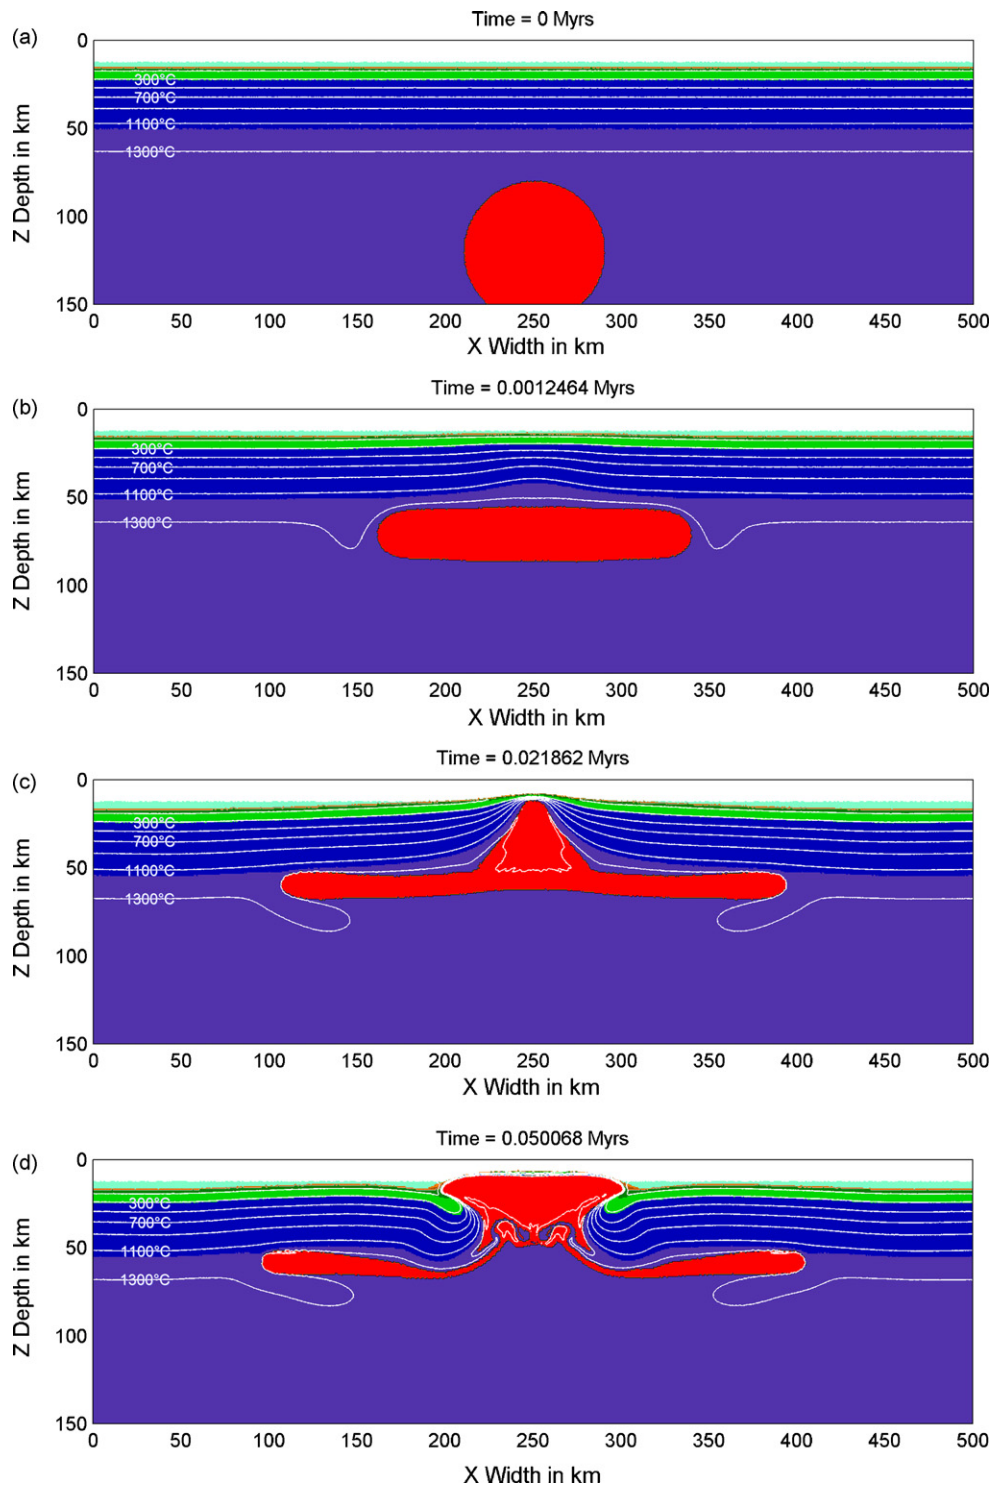 Time = 0 Myrs
(a)
0
50
100
150
Z Depth in km
300°C
700°C
1100°C
1300°C
0 50 100 150 200 250 300 350 400 450 500
X Width in km
Time = 0.0012464 Myrs
(b)
0
50
100
150
Z Depth in km
300°C
700°C
1100°C
1300°C
0 50 100 150 200 250 300 350 400 450 500
X Width in km
Time = 0.021862 Myrs
(c)
0
50
100
150
Z Depth in km
300°C
700°C
1100°C
1300°C
0 50 100 150 200 250 300 350 400 450 500
X Width in km
Time = 0.050068 Myrs
(d)
0
50
100
150
Z Depth in km
300°C
700°C
1100°C
1300°C
0 50 100 150 200 250 300 350 400 450 500
X Width in km